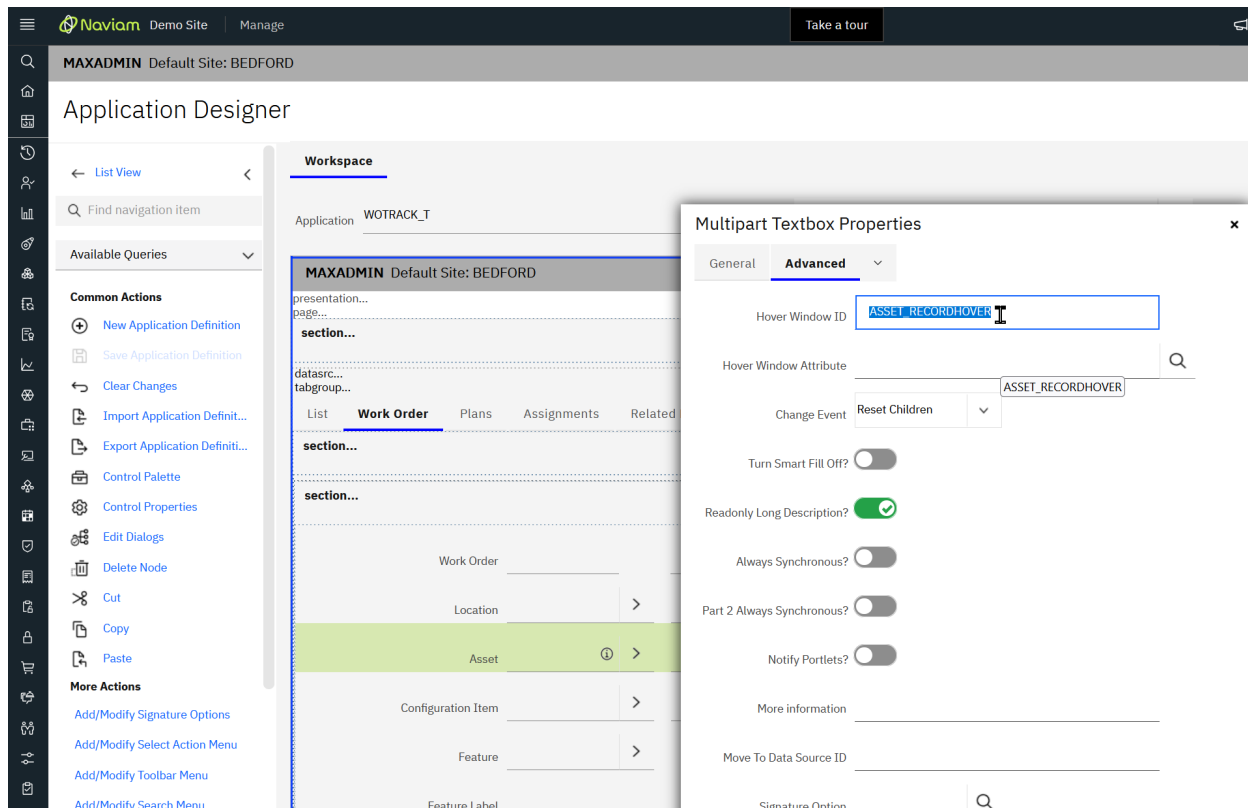 Naviam Demo Site Manage Take a tour
MAXADMIN Default Site: BEDFORD
Application Designer
List View
Find navigation item
Available Queries
Common Actions
New Application Definition
Save Application Definition
Clear Changes
Import Application Definit...
Export Application Definiti...
Control Palette
Control Properties
Edit Dialogs
Delete Node
Cut
Copy
Paste
More Actions
Add/Modify Signature Options
Add/Modify Select Action Menu
Add/Modify Toolbar Menu
Add/Modify Search Menu
Workspace
Application WOTRACK_T
MAXADMIN Default Site: BEDFORD
presentation...
page...
section...
datasrc...
tabgroup...
List Work Order Plans Assignments Related
section...
section...
Work Order
Location
Asset
Configuration Item
Feature
Feature Label
Multipart Textbox Properties
General Advanced
Hover Window ID ASSET_RECORDHOVER
Hover Window Attribute
ASSET_RECORDHOVER
Change Event Reset Children
Turn Smart Fill Off?
Readonly Long Description?
Always Synchronous?
Part 2 Always Synchronous?
Notify Portlets?
More information
Move To Data Source ID
Signature Option